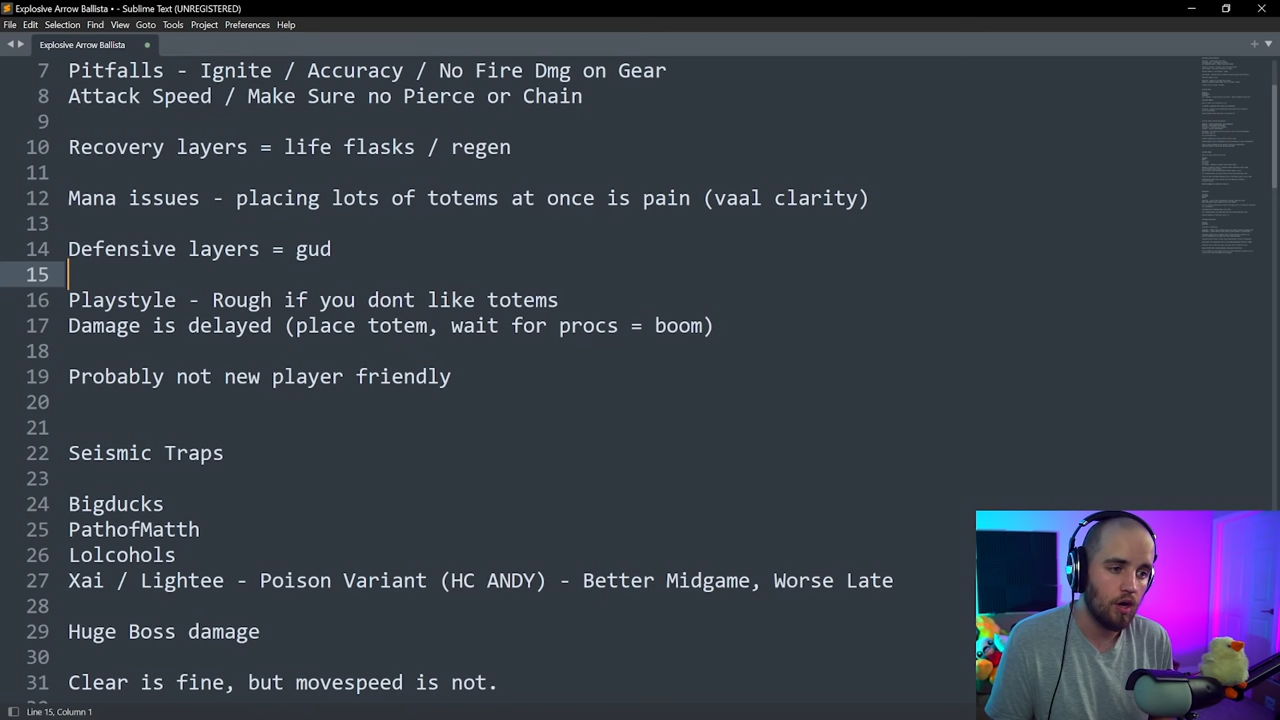 Explosive Arrow Ballista • - Sublime Text (UNREGISTERED)
File Edit Selection Find View Goto Tools Project Preferences Help
Explosive Arrow Ballista
7 Pitfalls - Ignite / Accuracy / No Fire Dmg on Gear
8 Attack Speed / Make Sure no Pierce or Chain
9
10 Recovery layers = life flasks / regen
11
12 Mana issues - placing lots of totems at once is pain (vaal clarity)
13
14 Defensive layers = gud
15
16 Playstyle - Rough if you dont like totems
17 Damage is delayed (place totem, wait for procs = boom)
18
19 Probably not new player friendly
20
21
22 Seismic Traps
23
24 Bigducks
25 PathofMatth
26 Lolcohols
27 Xai / Lightee - Poison Variant (HC ANDY) - Better Midgame, Worse Late
28
29 Huge Boss damage
30
31 Clear is fine, but movespeed is not.
Line 15, Column 1